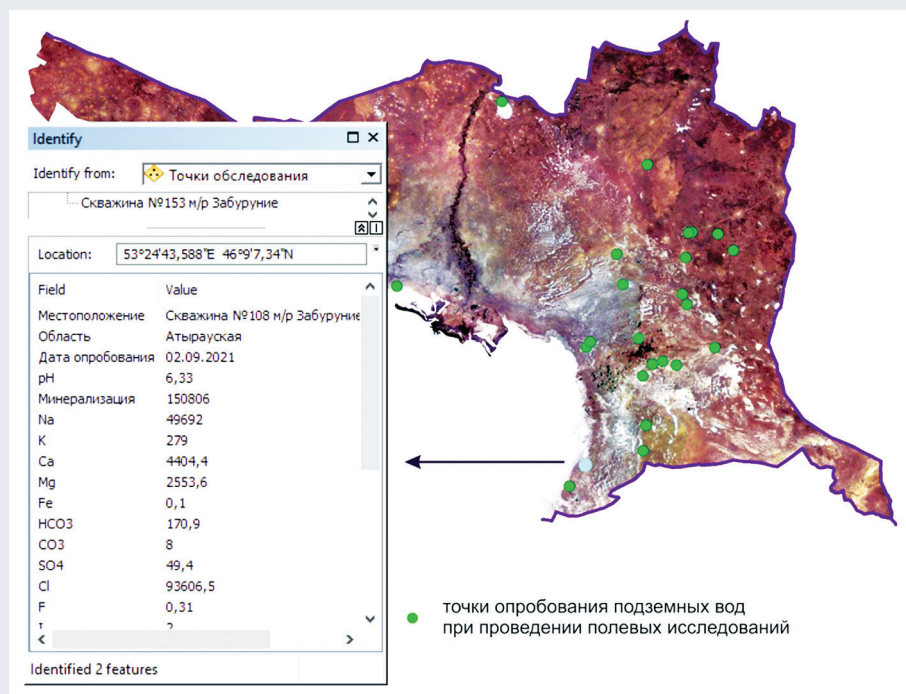 Identify
Identify from: Точки обследования
Скважина №153 м/р Забуруние
Location: 53°24'43,588"E 46°9'7,34"N
Field Value
Местоположение Скважина №108 м/р Забуруние
Область Атырауская
Дата опробования 02.09.2021
pH 6,33
Минерализация 150806
Na 49692
K 279
Ca 4404,4
Mg 2553,6
Fe 0,1
HCO3 170,9
CO3 8
SO4 49,4
Cl 93606,5
F 0,31
Identified 2 features
точки опробования подземных вод
при проведении полевых исследований